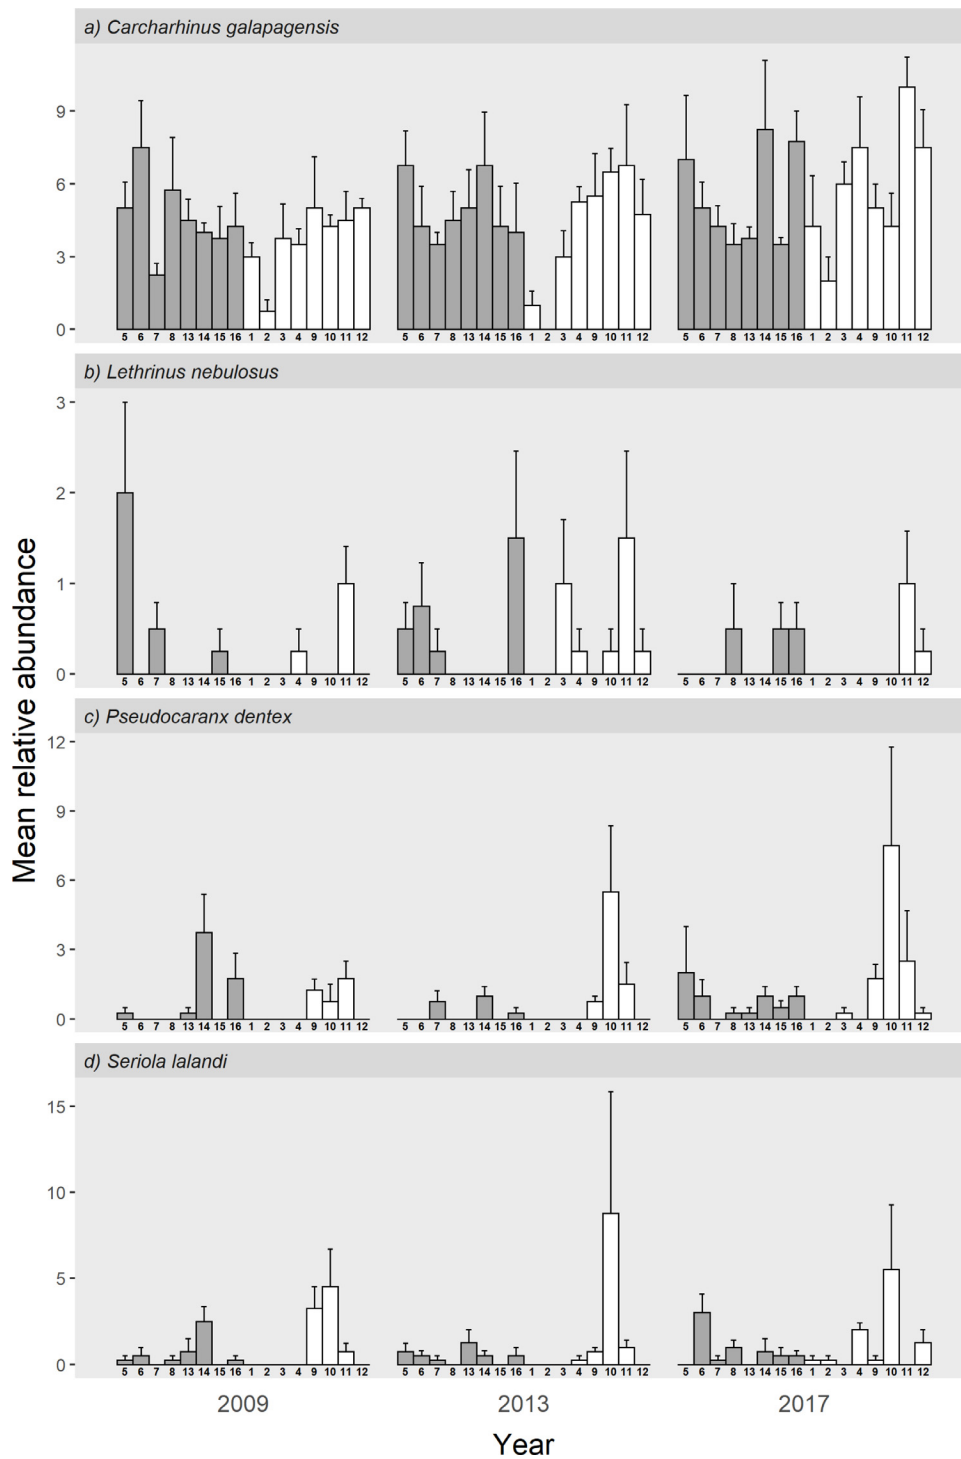 a) Carcharhinus galapagensis
9
6
3
0
5 6 7 8 13 14 15 16 1 2 3 4 9 10 11 12 5 6 7 8 13 14 15 16 1 2 3 4 9 10 11 12 5 6 7 8 13 14 15 16 1 2 3 4 9 10 11 12
b) Lethrinus nebulosus
3
2
1
0
5 6 7 8 13 14 15 16 1 2 3 4 9 10 11 12 5 6 7 8 13 14 15 16 1 2 3 4 9 10 11 12 5 6 7 8 13 14 15 16 1 2 3 4 9 10 11 12
Mean relative abundance
c) Pseudocaranx dentex
12
9
6
3
0
5 6 7 8 13 14 15 16 1 2 3 4 9 10 11 12 5 6 7 8 13 14 15 16 1 2 3 4 9 10 11 12 5 6 7 8 13 14 15 16 1 2 3 4 9 10 11 12
d) Seriola lalandi
15
10
5
0
5 6 7 8 13 14 15 16 1 2 3 4 9 10 11 12 5 6 7 8 13 14 15 16 1 2 3 4 9 10 11 12 5 6 7 8 13 14 15 16 1 2 3 4 9 10 11 12
2009 2013 2017
Year